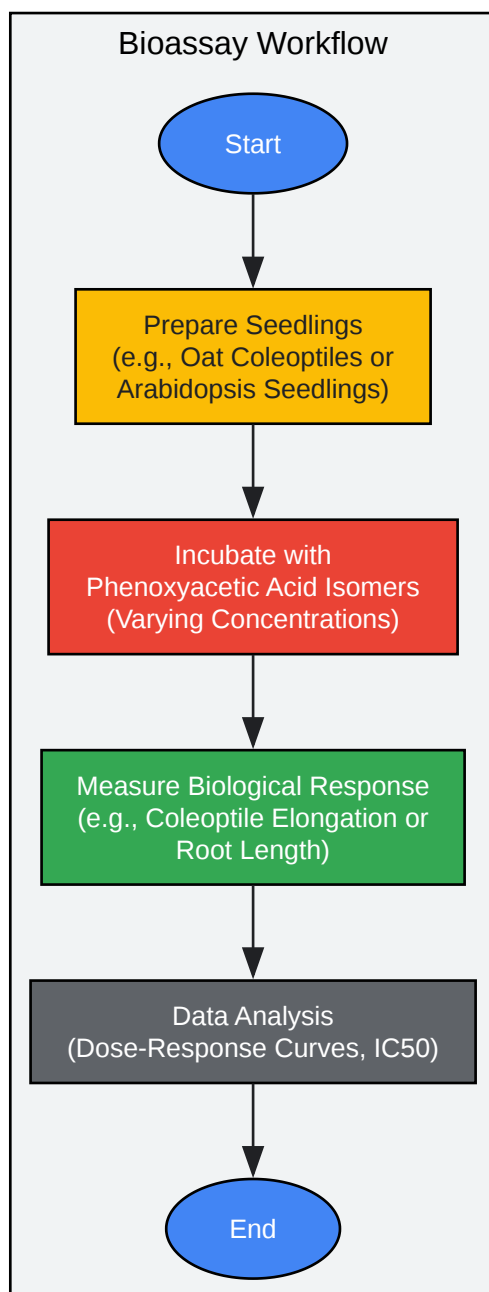 Bioassay Workflow
Start
Prepare Seedlings
(e.g., Oat Coleoptiles or
Arabidopsis Seedlings)
Incubate with
Phenoxyacetic Acid Isomers
(Varying Concentrations)
Measure Biological Response
(e.g., Coleoptile Elongation or
Root Length)
Data Analysis
(Dose-Response Curves, IC50)
End